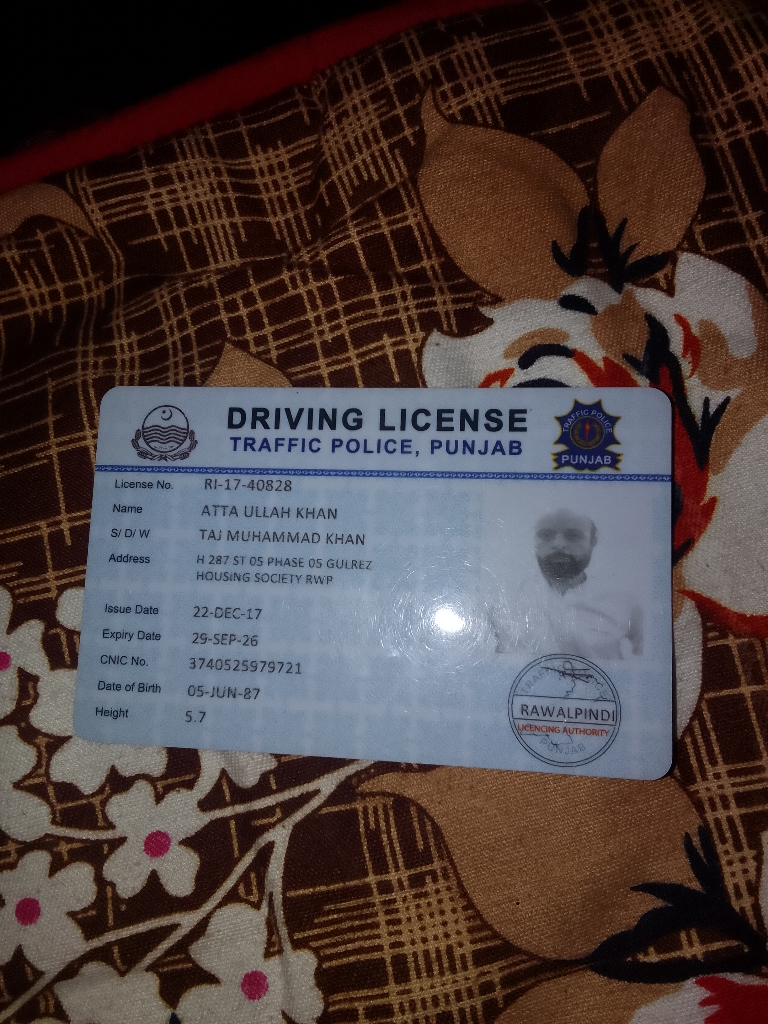 DRIVING LICENSE
TRAFFIC POLICE, PUNJAB
TRAFFIC POLICE
PUNJAB
License No. RI-17-40828
Name ATTA ULLAH KHAN
S/ D/ W TAJ MUHAMMAD KHAN
Address H 287 ST 05 PHASE 05 GULREZ
HOUSING SOCIETY RWP
Issue Date 22-DEC-17
Expiry Date 29-SEP-26
CNIC No. 3740525979721
Date of Birth 05-JUN-87
Height 5.7
TRAFFIC POLICE
RAWALPINDI
LICENCING AUTHORITY
PUNJAB